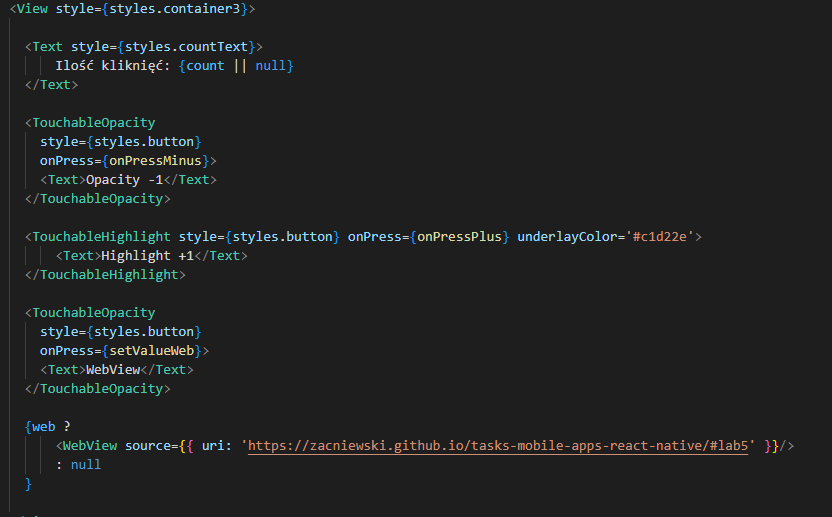 <View style={styles.container3}>
<Text style={styles.countText}>
Ilość kliknięć: {count || null}
</Text>
<TouchableOpacity
style={styles.button}
onPress={onPressMinus}>
<Text>Opacity -1</Text>
</TouchableOpacity>
<TouchableHighlight style={styles.button} onPress={onPressPlus} underlayColor='#c1d22e'>
<Text>Highlight +1</Text>
</TouchableHighlight>
<TouchableOpacity
style={styles.button}
onPress={setValueWeb}>
<Text>WebView</Text>
</TouchableOpacity>
{web ?
<WebView source={{ uri: 'https://zacniewski.github.io/tasks-mobile-apps-react-native/#lab5' }}/>
: null
}